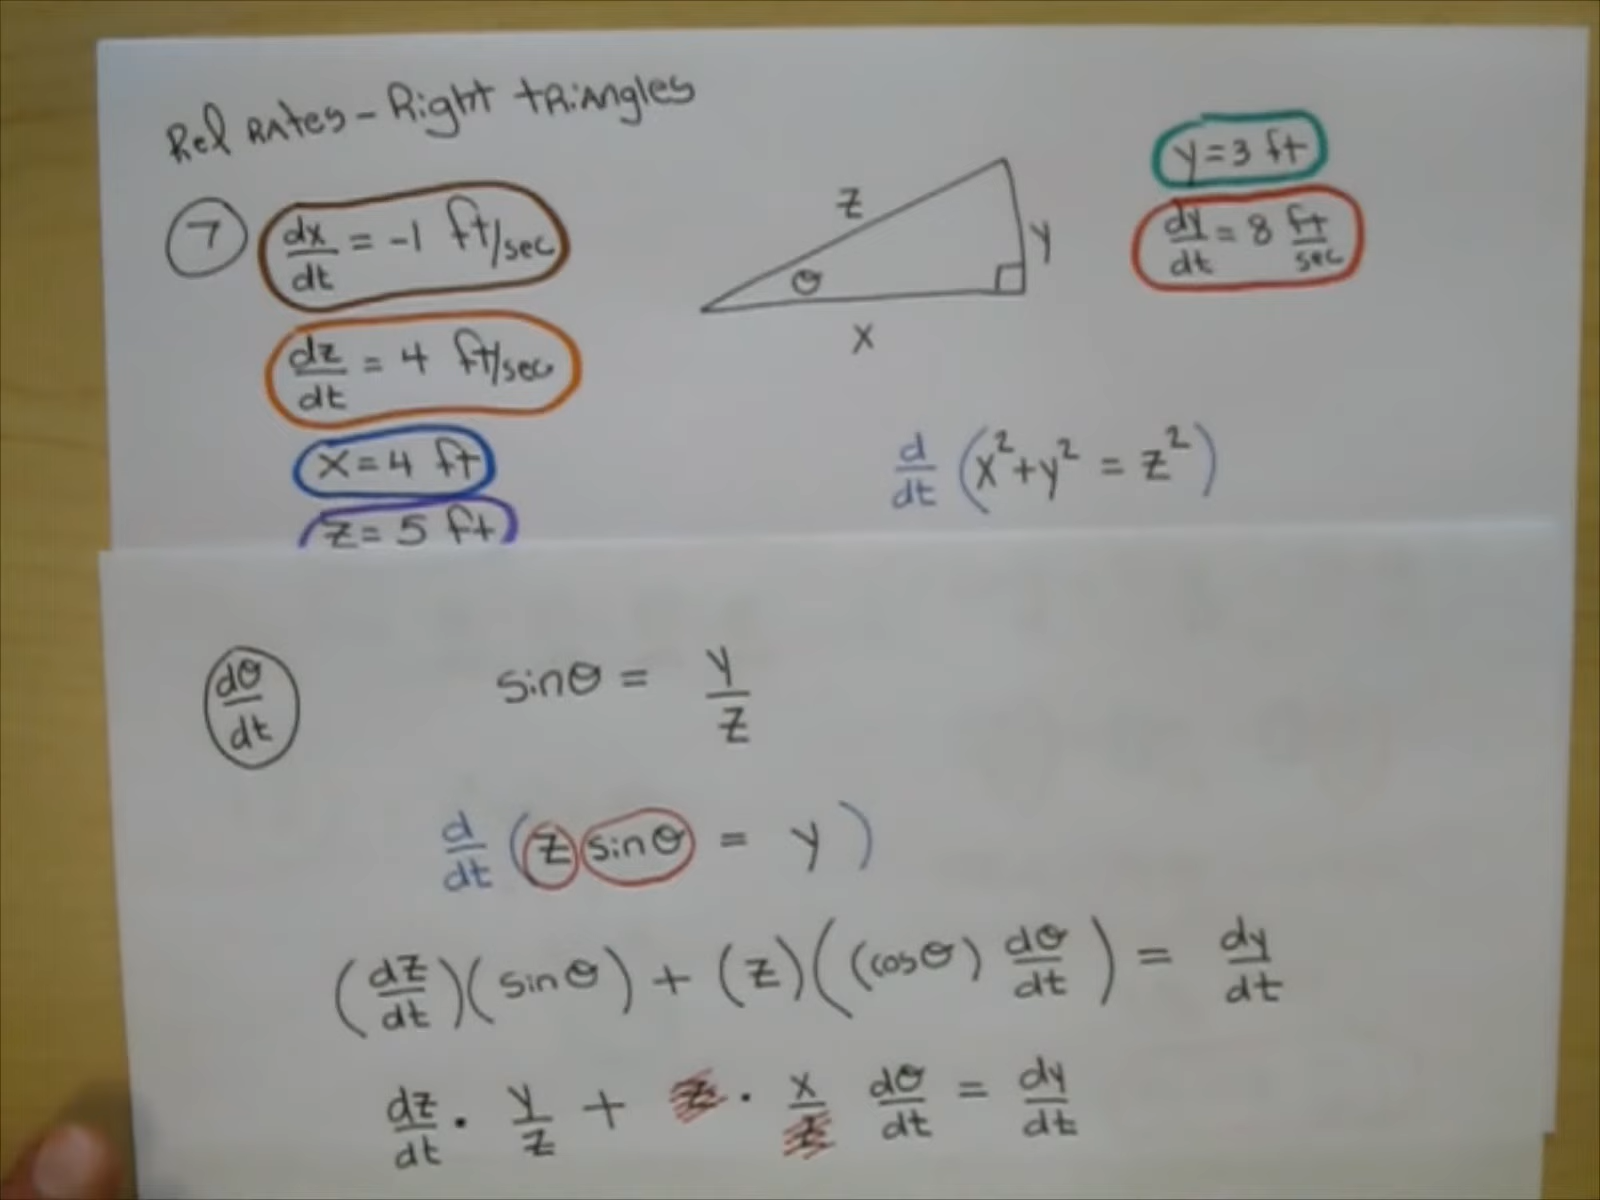 Rel Rates - Right triangles
7
dx/dt = -1 ft/sec
z
θ
y
x
y = 3 ft
dy/dt = 8 ft/sec
dz/dt = 4 ft/sec
x = 4 ft
d/dt (x² + y² = z²)
z = 5 ft
dθ/dt
sinθ = y/z
d/dt (z sinθ = y)
(dz/dt)(sinθ) + (z)((cosθ) dθ/dt) = dy/dt
dz/dt · y/z + z · x/z dθ/dt = dy/dt